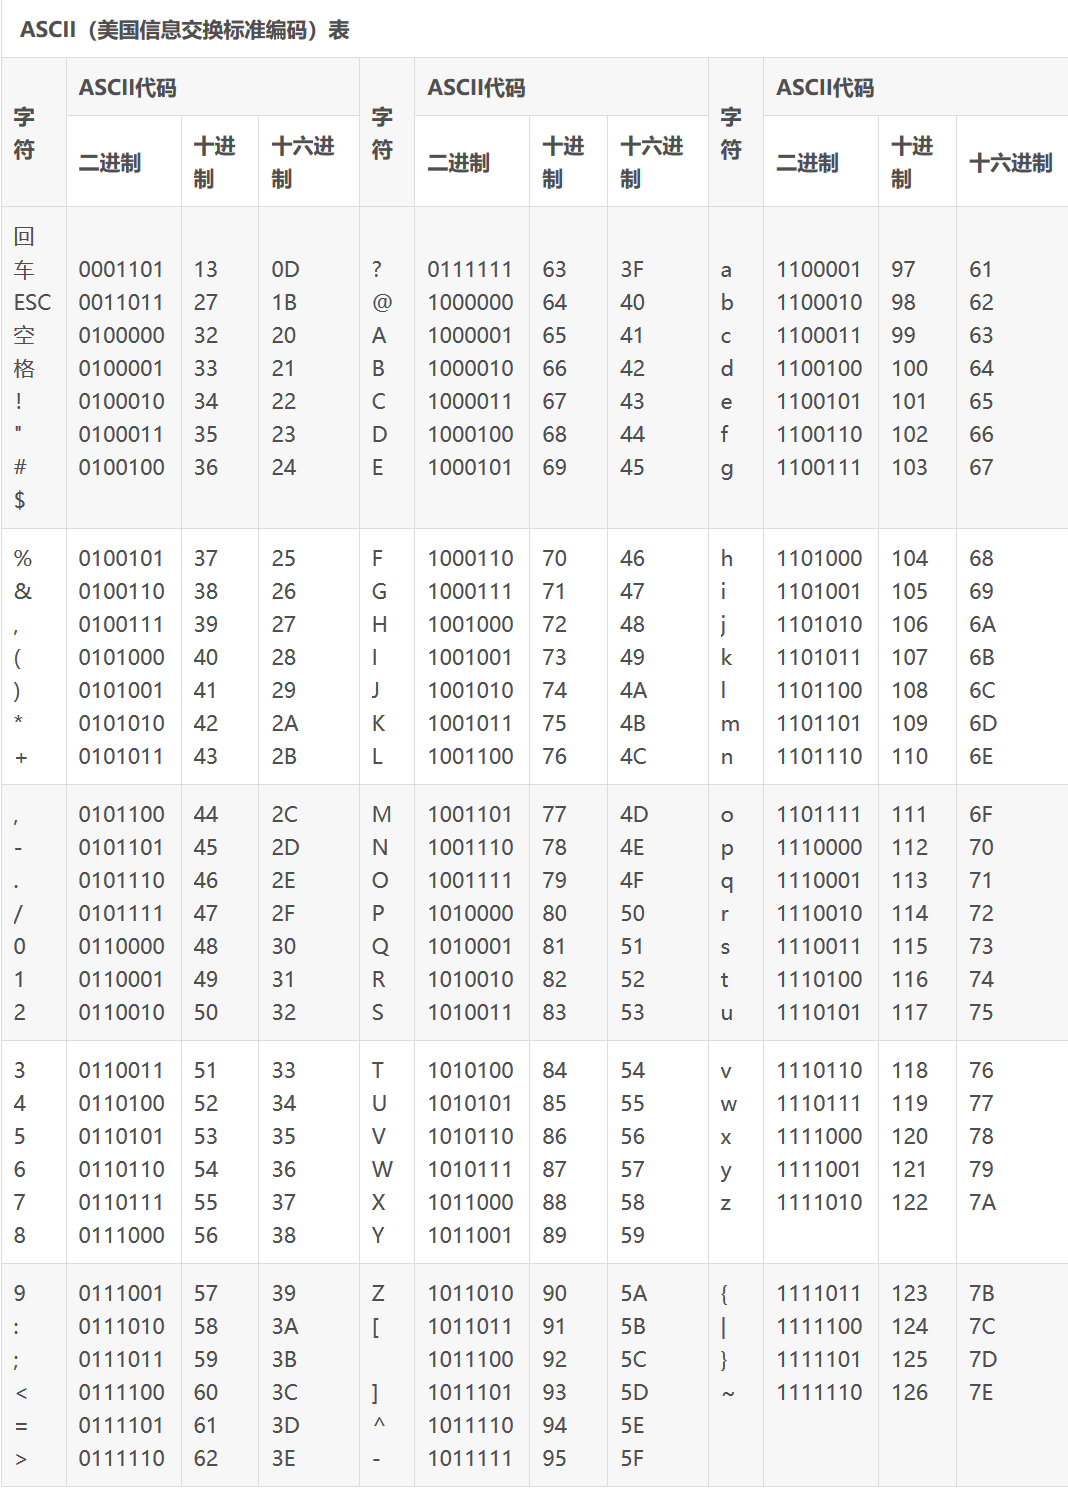 ASCII（美国信息交换标准编码）表
字符 ASCII代码 字符 ASCII代码 字符 ASCII代码
二进制 十进制 十六进制 二进制 十进制 十六进制 二进制 十进制 十六进制
回
车 0001101 13 0D ? 0111111 63 3F a 1100001 97 61
ESC 0011011 27 1B @ 1000000 64 40 b 1100010 98 62
空 0100000 32 20 A 1000001 65 41 c 1100011 99 63
格 0100001 33 21 B 1000010 66 42 d 1100100 100 64
! 0100010 34 22 C 1000011 67 43 e 1100101 101 65
" 0100011 35 23 D 1000100 68 44 f 1100110 102 66
# 0100100 36 24 E 1000101 69 45 g 1100111 103 67
$
% 0100101 37 25 F 1000110 70 46 h 1101000 104 68
& 0100110 38 26 G 1000111 71 47 i 1101001 105 69
, 0100111 39 27 H 1001000 72 48 j 1101010 106 6A
( 0101000 40 28 I 1001001 73 49 k 1101011 107 6B
) 0101001 41 29 J 1001010 74 4A l 1101100 108 6C
* 0101010 42 2A K 1001011 75 4B m 1101101 109 6D
+ 0101011 43 2B L 1001100 76 4C n 1101110 110 6E
, 0101100 44 2C M 1001101 77 4D o 1101111 111 6F
- 0101101 45 2D N 1001110 78 4E p 1110000 112 70
. 0101110 46 2E O 1001111 79 4F q 1110001 113 71
/ 0101111 47 2F P 1010000 80 50 r 1110010 114 72
0 0110000 48 30 Q 1010001 81 51 s 1110011 115 73
1 0110001 49 31 R 1010010 82 52 t 1110100 116 74
2 0110010 50 32 S 1010011 83 53 u 1110101 117 75
3 0110011 51 33 T 1010100 84 54 v 1110110 118 76
4 0110100 52 34 U 1010101 85 55 w 1110111 119 77
5 0110101 53 35 V 1010110 86 56 x 1111000 120 78
6 0110110 54 36 W 1010111 87 57 y 1111001 121 79
7 0110111 55 37 X 1011000 88 58 z 1111010 122 7A
8 0111000 56 38 Y 1011001 89 59
9 0111001 57 39 Z 1011010 90 5A { 1111011 123 7B
: 0111010 58 3A [ 1011011 91 5B | 1111100 124 7C
; 0111011 59 3B 1011100 92 5C } 1111101 125 7D
< 0111100 60 3C ] 1011101 93 5D ~ 1111110 126 7E
= 0111101 61 3D ^ 1011110 94 5E
> 0111110 62 3E - 1011111 95 5F